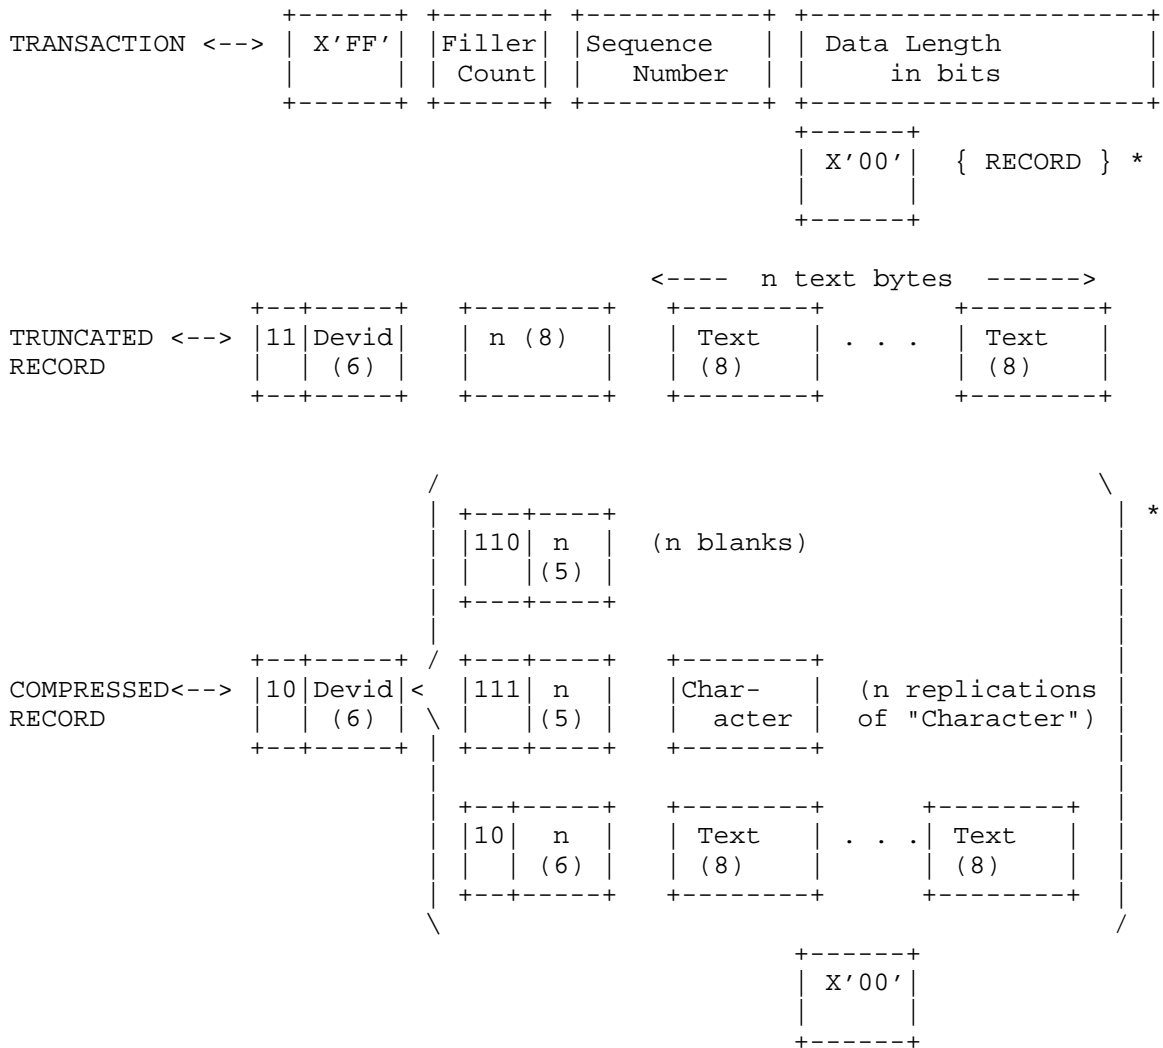 +------+ +------+ +-----------+ +---------------------+
TRANSACTION <--> | X'FF'| |Filler| |Sequence   | | Data Length         |
                 |      | | Count| |   Number  | |     in bits         |
                 +------+ +------+ +-----------+ +---------------------+
                                                 +------+
                                                 | X'00'|  { RECORD } *
                                                 |      |
                                                 +------+
                                        <----  n text bytes  ------>
               +--+-----+   +--------+   +--------+         +--------+
TRUNCATED <--> |11|Devid|   | n (8)  |   | Text   | . . .   | Text   |
RECORD         |  | (6) |   |        |   | (8)    |         | (8)    |
               +--+-----+   +--------+   +--------+         +--------+
                          /                                         \
                          | +---+----+                               | *
                          | |110| n  |  (n blanks)                   |
                          | |   |(5) |                               |
                          | +---+----+                               |
                          |                                          |
               +--+-----+ / +---+----+   +--------+                  |
COMPRESSED<--> |10|Devid|<  |111| n  |   |Char-   |  (n replications |
RECORD         |  | (6) | \ |   |(5) |   |  acter |  of "Character") |
               +--+-----+ | +---+----+   +--------+                  |
                          |                                          |
                          | +--+-----+   +--------+      +--------+  |
                          | |10|  n  |   | Text   | . . .| Text   |  |
                          | |  | (6) |   | (8)    |      | (8)    |  |
                          | +--+-----+   +--------+      +--------+  |
                          \                                          /
                                                 +------+
                                                 | X'00'|
                                                 |      |
                                                 +------+